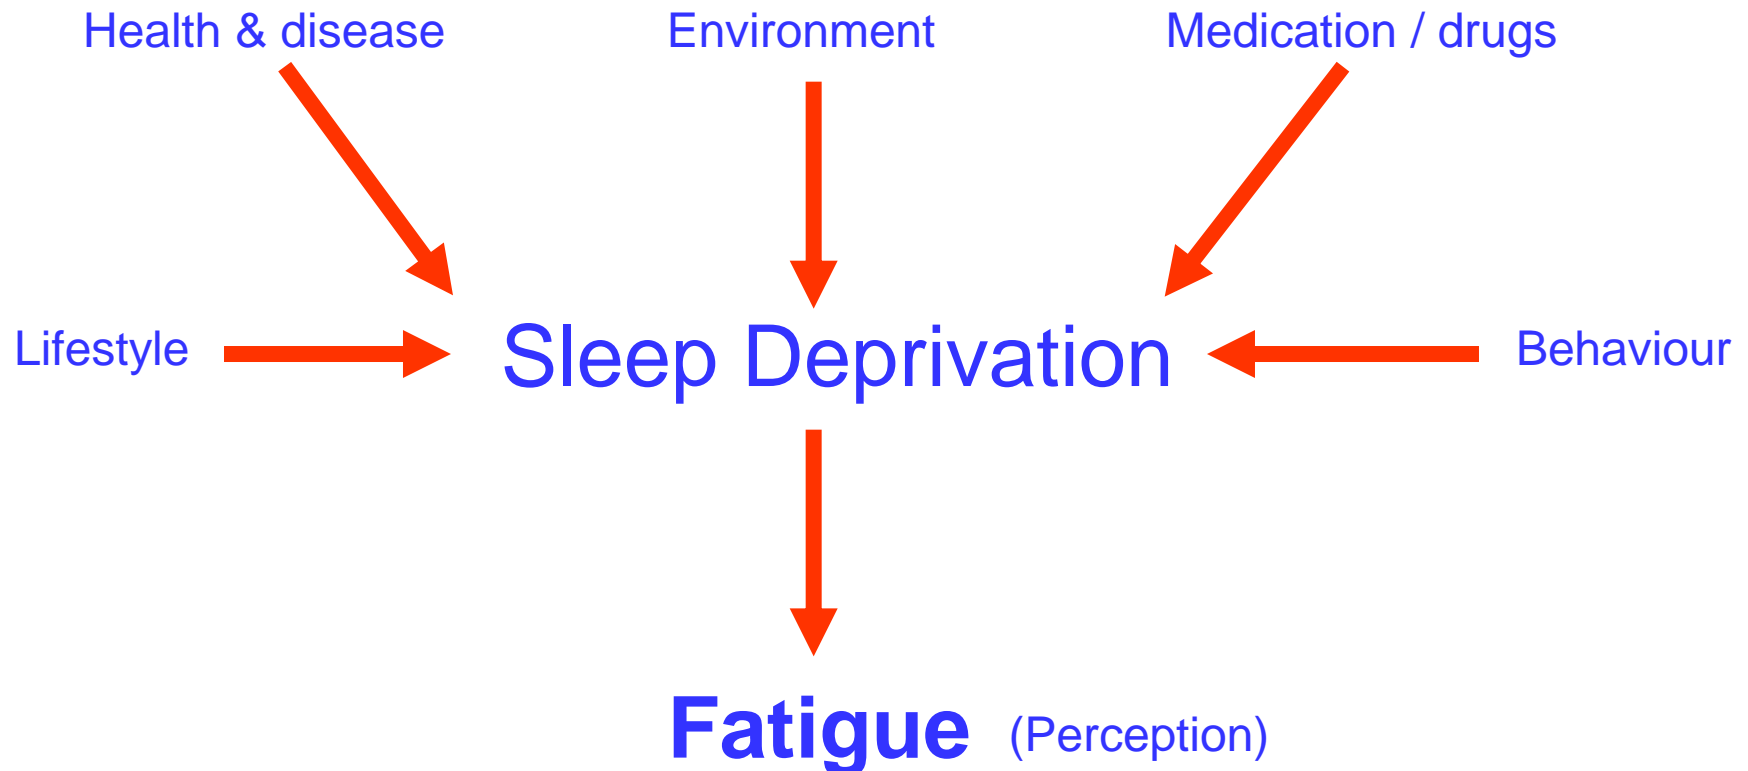 Health & disease
Environment
Medication / drugs
Lifestyle
Sleep Deprivation
Behaviour
Fatigue (Perception)